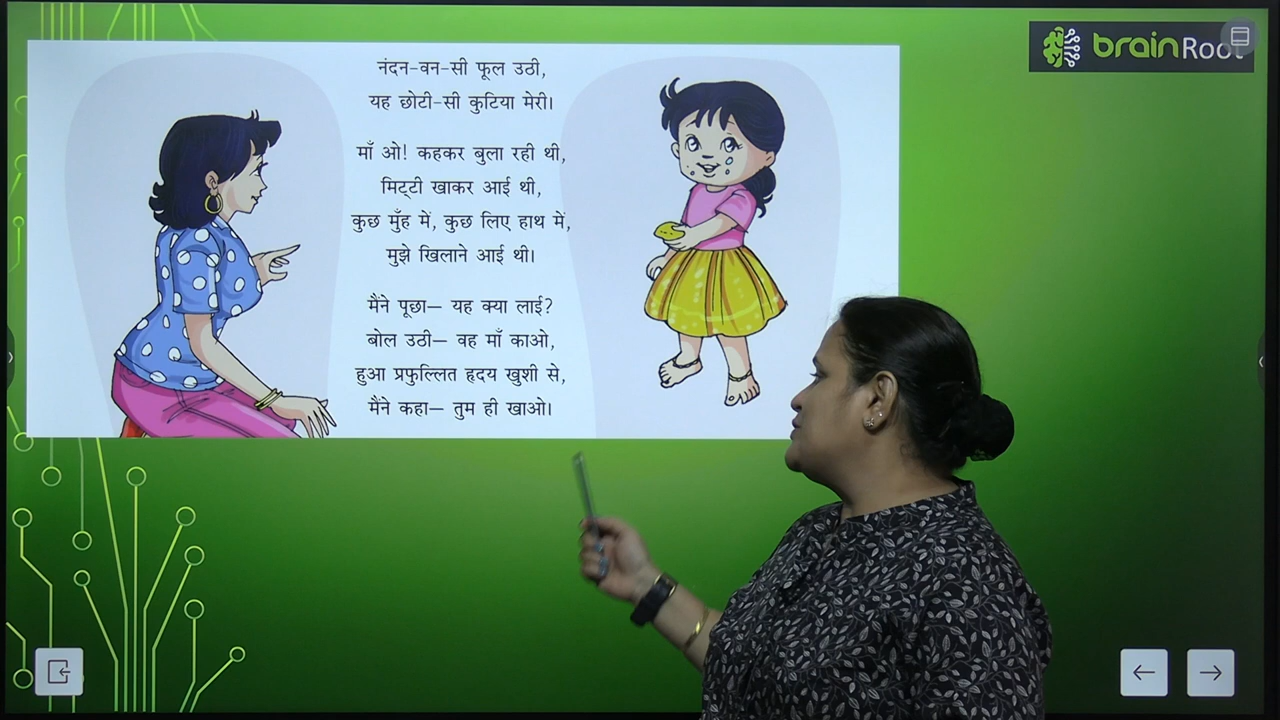 नंदन-वन-सी फूल उठी,
यह छोटी-सी कुटिया मेरी।
माँ ओ! कहकर बुला रही थी,
मिट्टी खाकर आई थी,
कुछ मुँह में, कुछ लिए हाथ में,
मुझे खिलाने आई थी।
मैंने पूछा— यह क्या लाई?
बोल उठी— वह माँ काओ,
हुआ प्रफुल्लित हृदय खुशी से,
मैंने कहा— तुम ही खाओ।
brainRoot